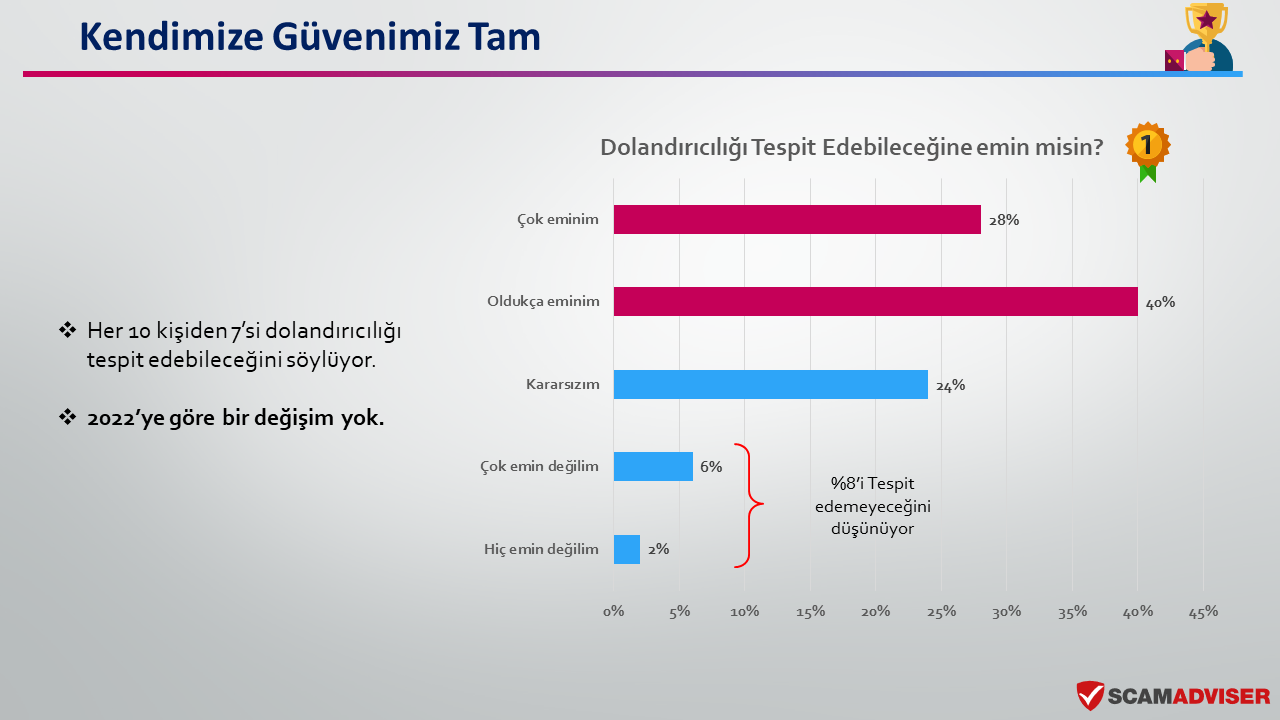 Kendimize Güvenimiz Tam
Dolandırıcılığı Tespit Edebileceğine emin misin?
1
Çok eminim
28%
Oldukça eminim
40%
Kararsızım
24%
Çok emin değilim
6%
Hiç emin değilim
2%
%8'i Tespit
edemeyeceğini
düşünüyor
0%
5%
10%
15%
20%
25%
30%
35%
40%
45%
❖ Her 10 kişiden 7'si dolandırıcılığı
tespit edebileceğini söylüyor.
❖ 2022'ye göre bir değişim yok.
SCAMADVISER